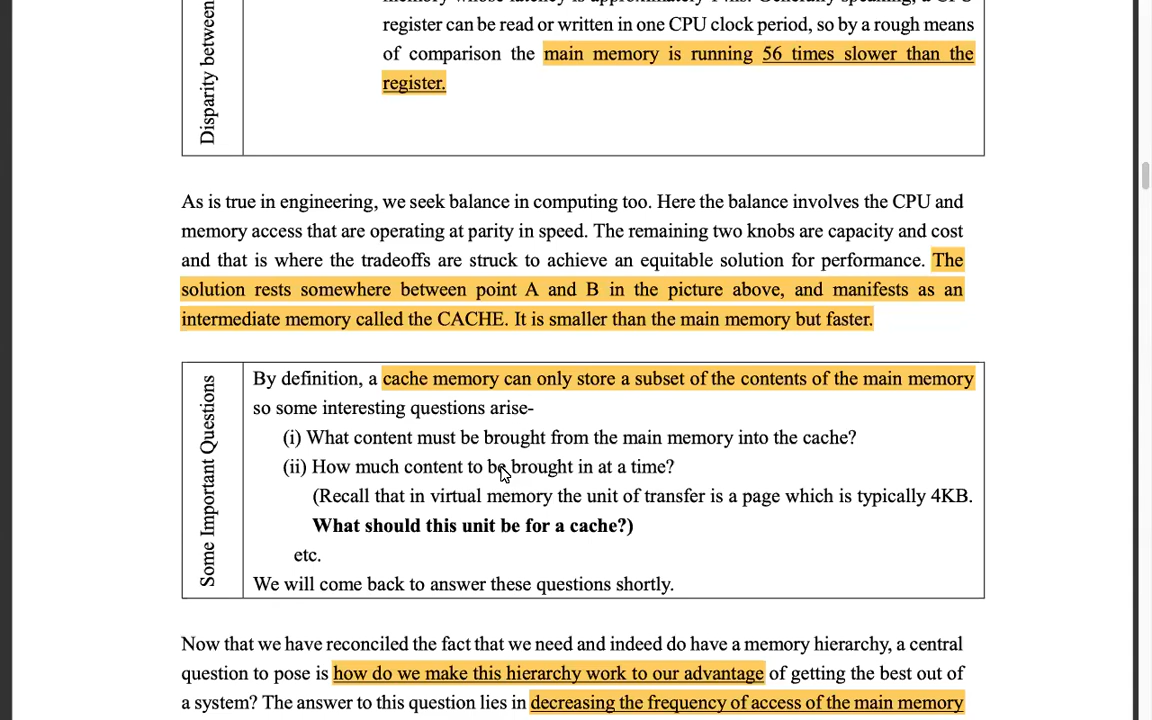 register can be read or written in one CPU clock period, so by a rough means
of comparison the main memory is running 56 times slower than the
register.
Disparity between
As is true in engineering, we seek balance in computing too. Here the balance involves the CPU and
memory access that are operating at parity in speed. The remaining two knobs are capacity and cost
and that is where the tradeoffs are struck to achieve an equitable solution for performance. The
solution rests somewhere between point A and B in the picture above, and manifests as an
intermediate memory called the CACHE. It is smaller than the main memory but faster.
Some Important Questions
By definition, a cache memory can only store a subset of the contents of the main memory
so some interesting questions arise-
(i) What content must be brought from the main memory into the cache?
(ii) How much content to be brought in at a time?
(Recall that in virtual memory the unit of transfer is a page which is typically 4KB.
What should this unit be for a cache?)
etc.
We will come back to answer these questions shortly.
Now that we have reconciled the fact that we need and indeed do have a memory hierarchy, a central
question to pose is how do we make this hierarchy work to our advantage of getting the best out of
a system? The answer to this question lies in decreasing the frequency of access of the main memory